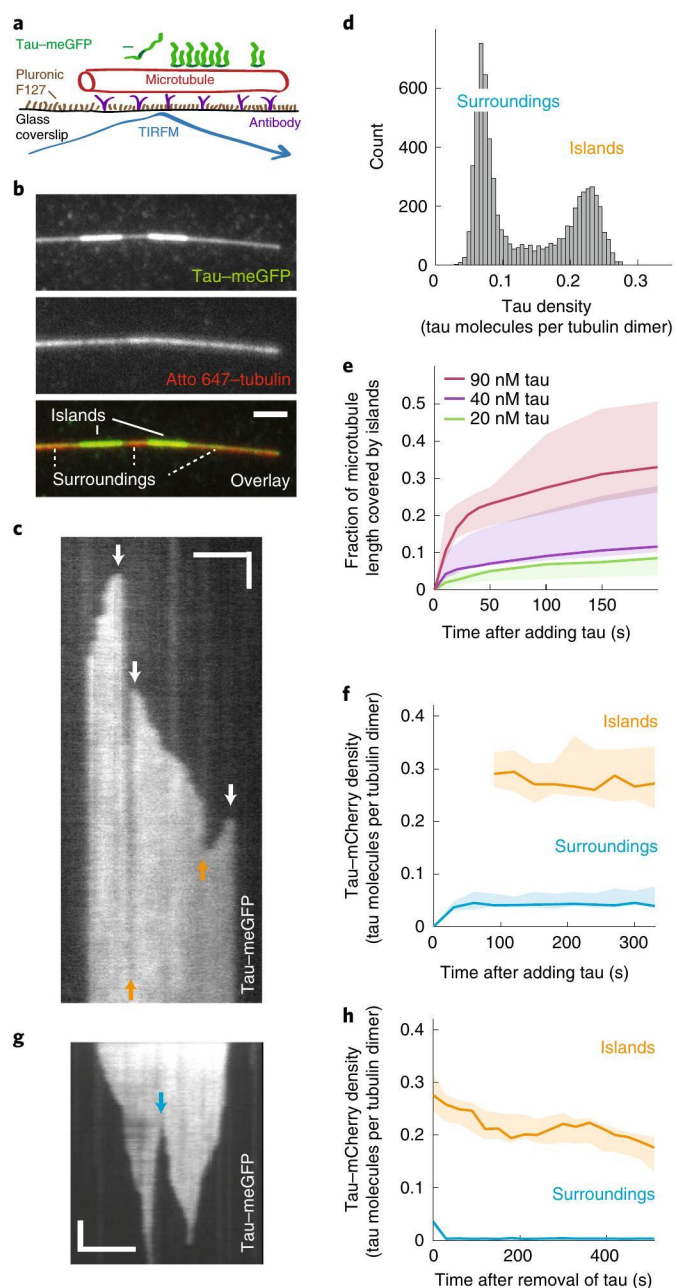 a
Tau–meGFP
Pluronic
F127
Microtubule
Glass
coverslip
TIRFM
Antibody
b
Tau–meGFP
Atto 647–tubulin
Islands
Surroundings
Overlay
c
Tau–meGFP
g
Tau–meGFP
d
Count
600
400
200
0
Surroundings
Islands
0
0.1
0.2
0.3
Tau density
(tau molecules per tubulin dimer)
e
Fraction of microtubule
length covered by islands
90 nM tau
40 nM tau
20 nM tau
0.5
0.4
0.3
0.2
0.1
0
0
50
100
150
Time after adding tau (s)
f
Tau–mCherry density
(tau molecules per tubulin dimer)
0.4
0.3
0.2
0.1
0
Islands
Surroundings
0
100
200
300
Time after adding tau (s)
h
Tau–mCherry density
(tau molecules per tubulin dimer)
0.4
0.3
0.2
0.1
0
Islands
Surroundings
0
200
400
Time after removal of tau (s)